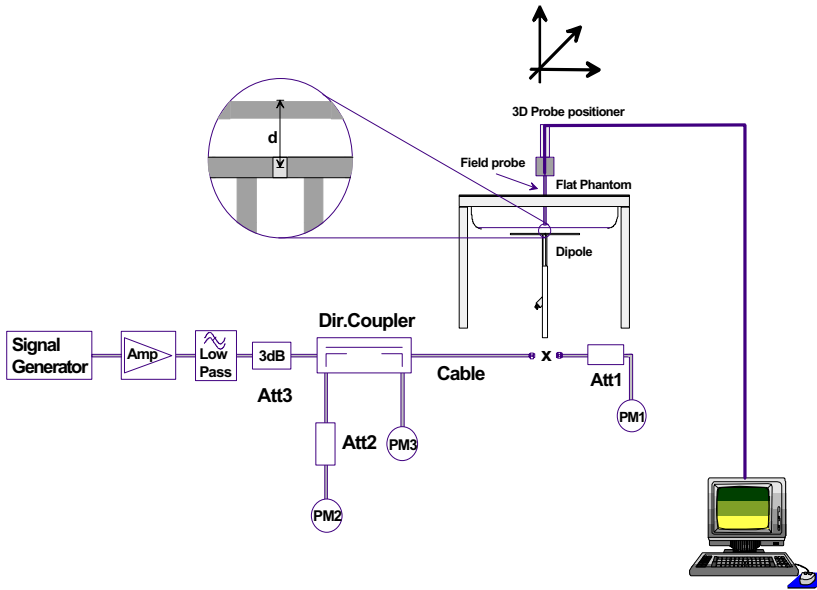 3D Probe positioner
d
Field probe
Flat Phantom
Dipole
Dir.Coupler
Signal
Generator
Amp
Low
Pass
3dB
Cable
x
Att1
Att3
PM1
Att2
PM3
PM2